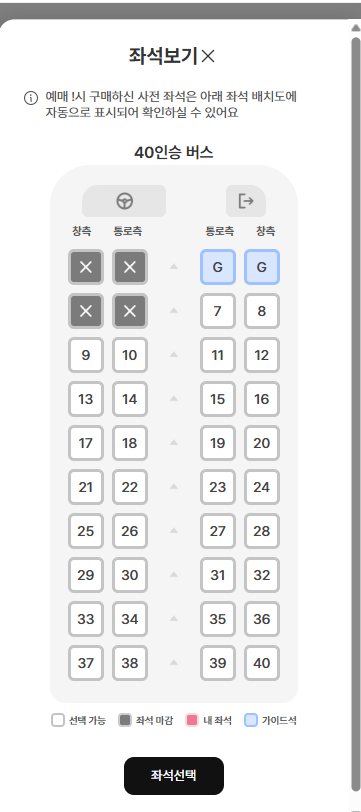 좌석보기
예매 !시 구매하신 사전 좌석은 아래 좌석 배치도에
자동으로 표시되어 확인하실 수 있어요
40인승 버스
창측 통로측 통로측 창측
G G
7 8
9 10 11 12
13 14 15 16
17 18 19 20
21 22 23 24
25 26 27 28
29 30 31 32
33 34 35 36
37 38 39 40
선택 가능 좌석 마감 내 좌석 가이드석
좌석선택